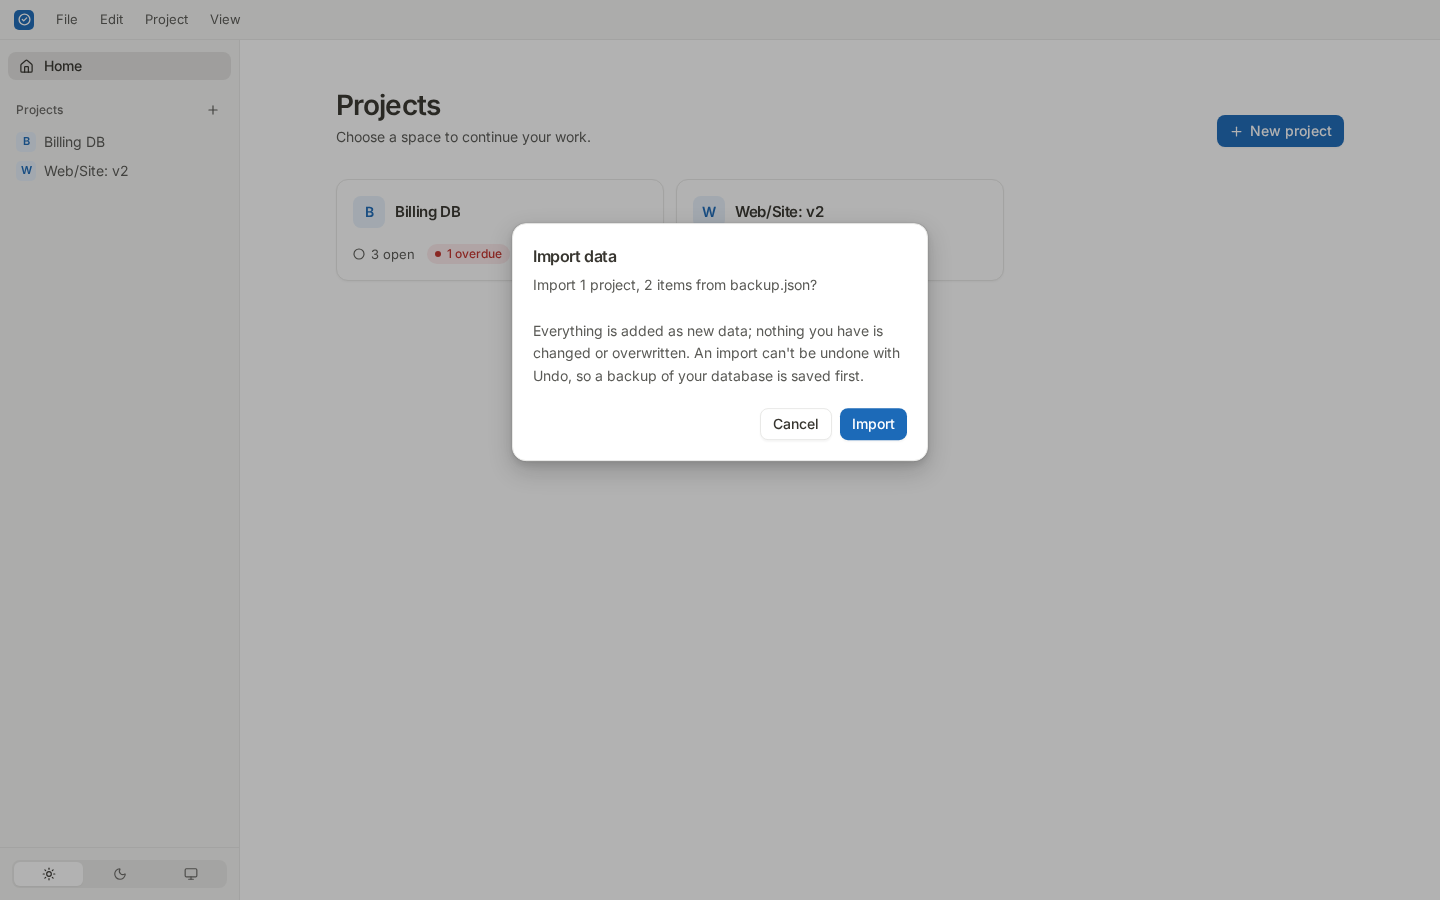 File Edit Project View
Home
Projects
B Billing DB
W Web/Site: v2
Projects
Choose a space to continue your work.
New project
B Billing DB
3 open 1 overdue
W Web/Site: v2
Import data
Import 1 project, 2 items from backup.json?
Everything is added as new data; nothing you have is
changed or overwritten. An import can't be undone with
Undo, so a backup of your database is saved first.
Cancel Import